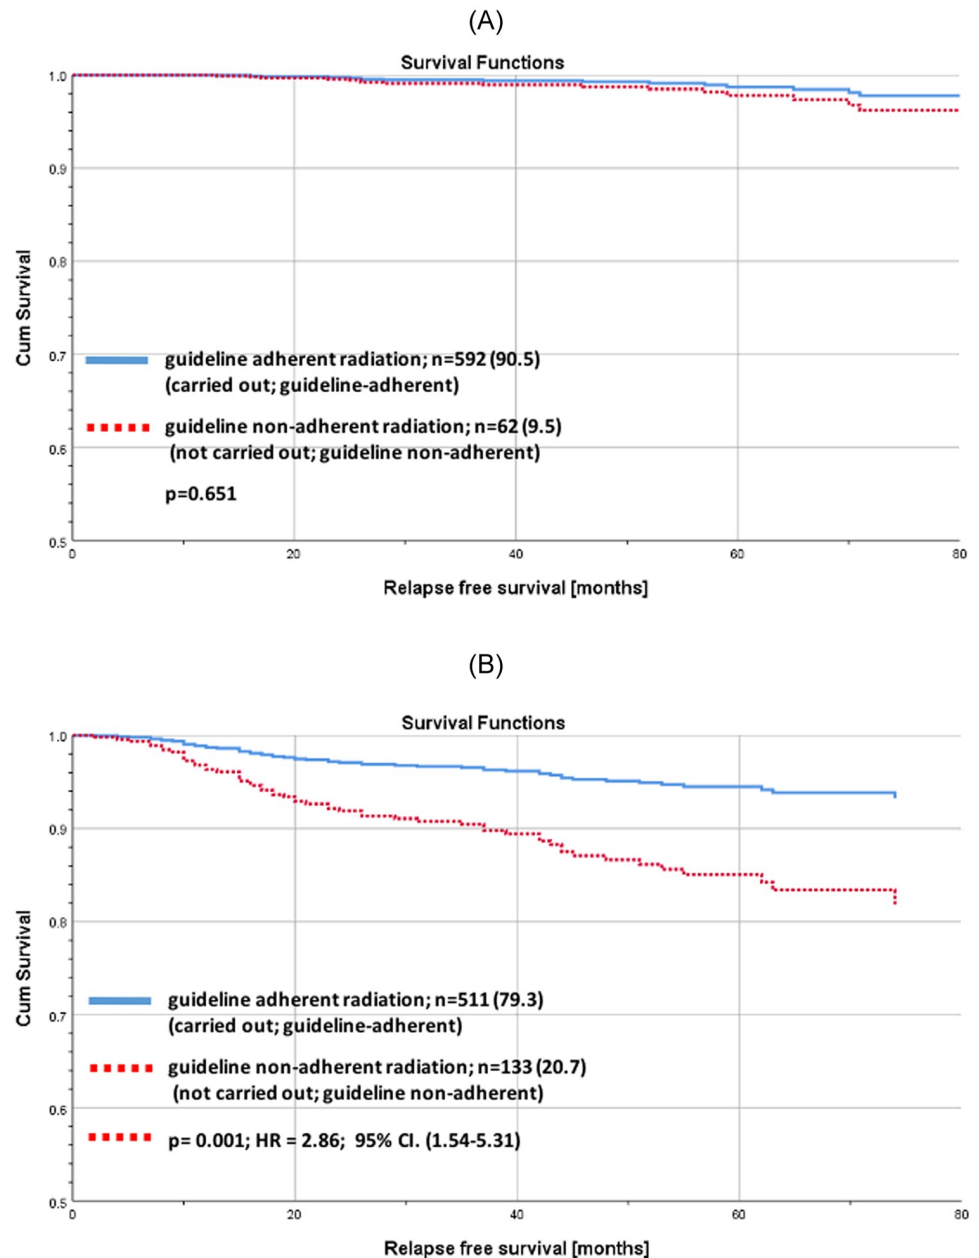 (A)
Survival Functions
1.0
0.9
0.8
0.7
0.6
0.5
Cum Survival
guideline adherent radiation; n=592 (90.5)
(carried out; guideline-adherent)
guideline non-adherent radiation; n=62 (9.5)
(not carried out; guideline non-adherent)
p=0.651
0 20 40 60 80
Relapse free survival [months]
(B)
Survival Functions
1.0
0.9
0.8
0.7
0.6
0.5
Cum Survival
guideline adherent radiation; n=511 (79.3)
(carried out; guideline-adherent)
guideline non-adherent radiation; n=133 (20.7)
(not carried out; guideline non-adherent)
p= 0.001; HR = 2.86; 95% CI. (1.54-5.31)
0 20 40 60 80
Relapse free survival [months]